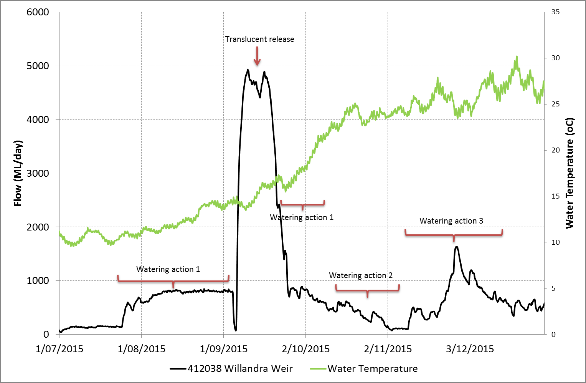 6000
5000
4000
3000
2000
1000
0
Flow (ML/day)
35
30
25
20
15
10
5
0
Water Temperature (oC)
Translucent release
Watering action 1
Watering action 1
Watering action 2
Watering action 3
1/07/2015
1/08/2015
1/09/2015
2/10/2015
2/11/2015
3/12/2015
412038 Willandra Weir
Water Temperature